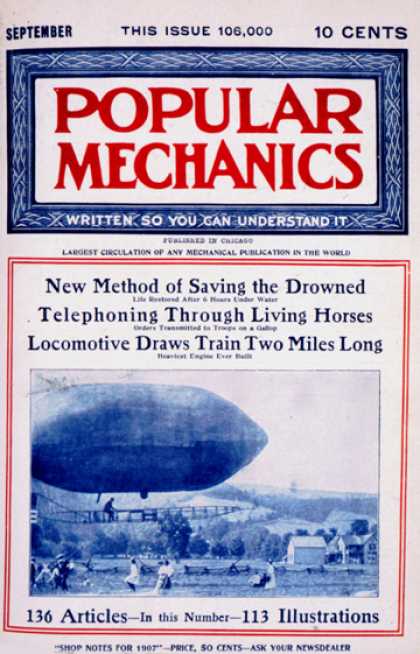 SEPTEMBER THIS ISSUE 106,000 10 CENTS
POPULAR
MECHANICS
WRITTEN SO YOU CAN UNDERSTAND IT
PUBLISHED IN CHICAGO
LARGEST CIRCULATION OF ANY MECHANICAL PUBLICATION IN THE WORLD
New Method of Saving the Drowned
Life Restored After 6 Hours Under Water
Telephoning Through Living Horses
Orders Transmitted to Troops on a Gallop
Locomotive Draws Train Two Miles Long
Heaviest Engine Ever Built
136 Articles—In this Number—113 Illustrations
"SHOP NOTES FOR 1907"—PRICE, 50 CENTS—ASK YOUR NEWSDEALER